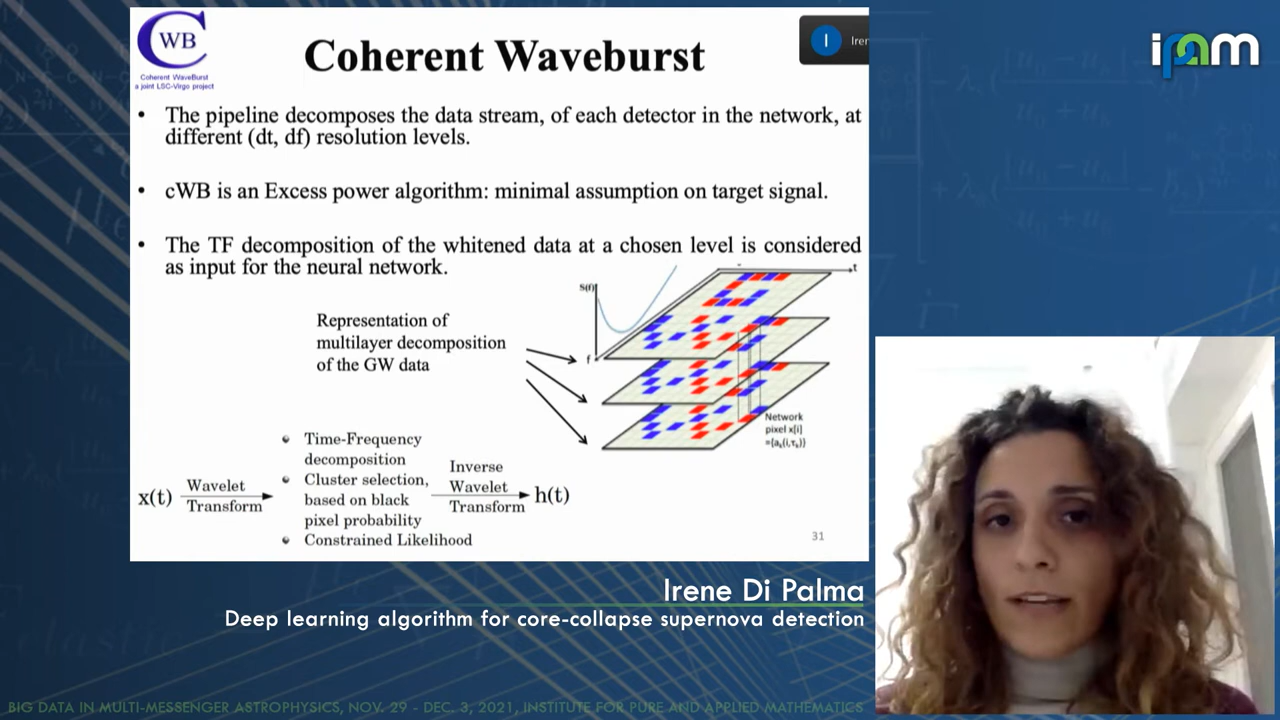 WB
Coherent WaveBurst
a joint LSC-Virgo project
Coherent Waveburst
I Iren
ipam
• The pipeline decomposes the data stream, of each detector in the network, at
different (dt, df) resolution levels.
• cWB is an Excess power algorithm: minimal assumption on target signal.
• The TF decomposition of the whitened data at a chosen level is considered
as input for the neural network.
t
S(f)
f
Representation of
multilayer decomposition
of the GW data
Network
pixel x[i]
• Time-Frequency
decomposition
• Cluster selection,
based on black
pixel probability
• Constrained Likelihood
x(t)
Wavelet
Transform
Inverse
Wavelet
Transform
h(t)
31
Irene Di Palma
Deep learning algorithm for core-collapse supernova detection
BIG DATA IN MULTI-MESSENGER ASTROPHYSICS, NOV. 29 - DEC. 3, 2021, INSTITUTE FOR PURE AND APPLIED MATHEMATICS